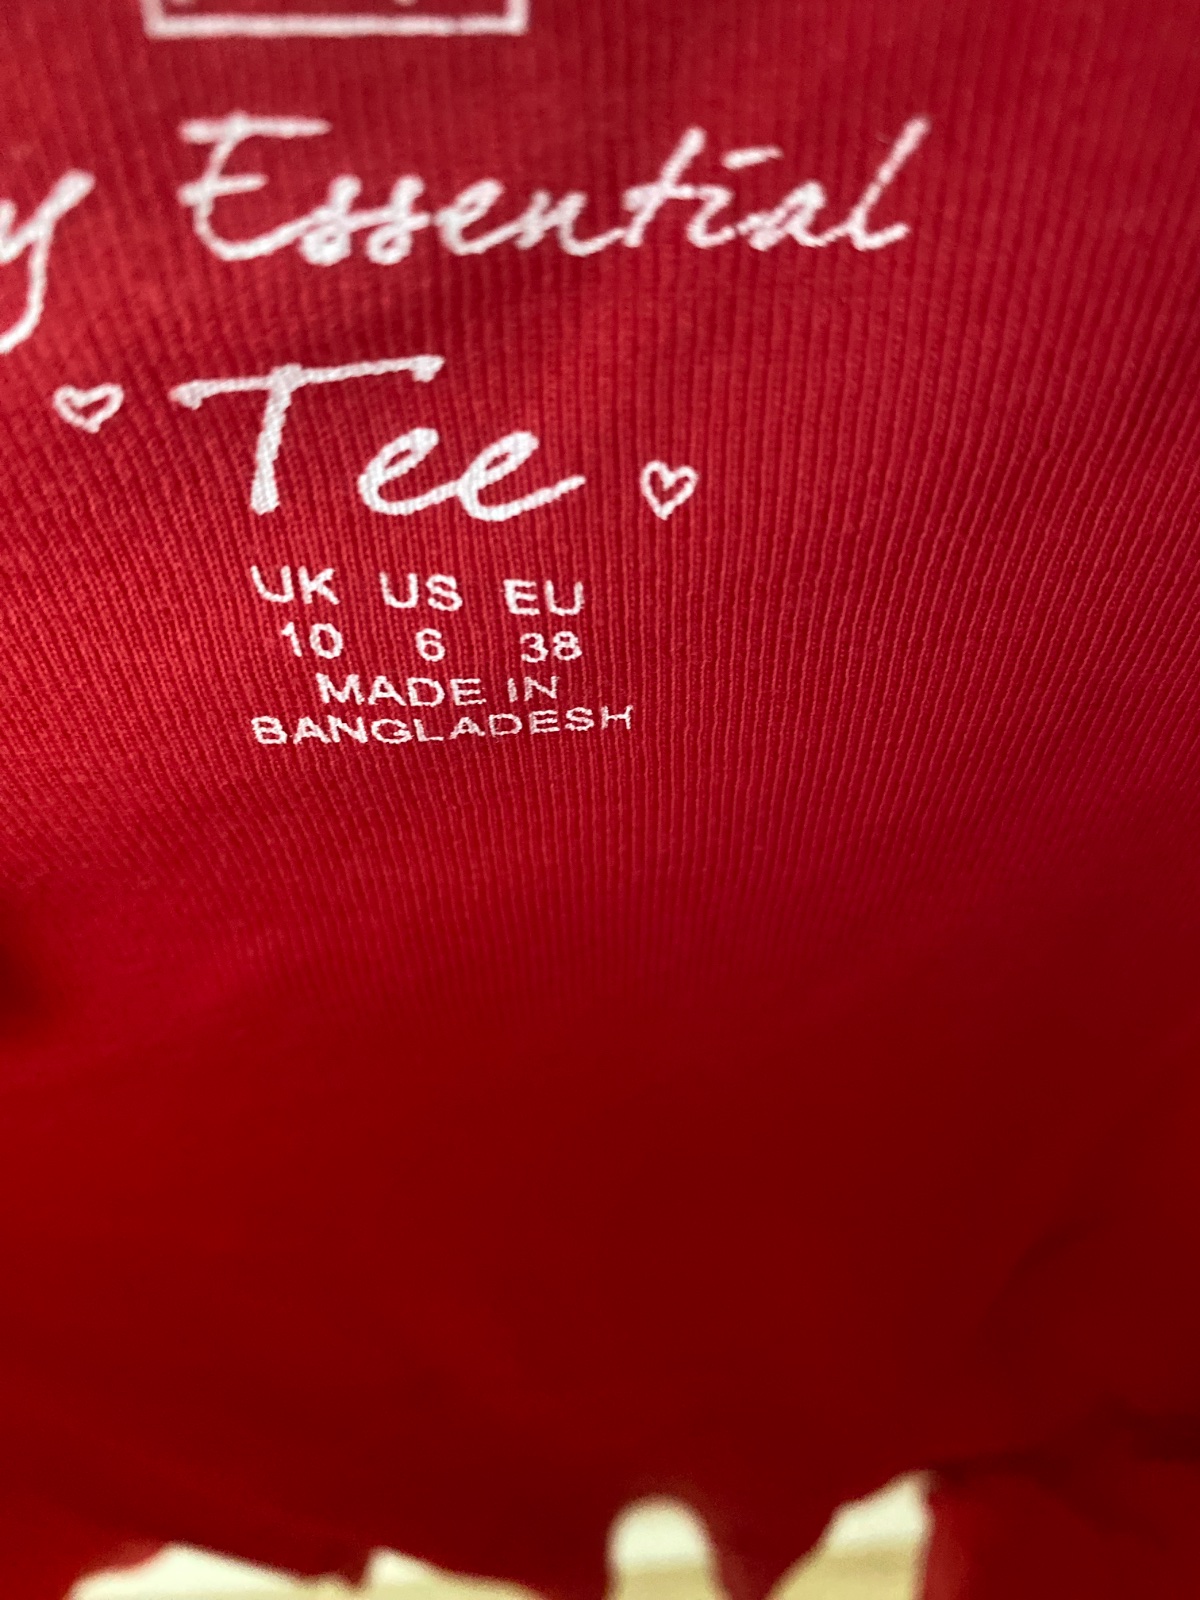 y Essential
Tee
UK US EU
10 6 38
MADE IN
BANGLADESH